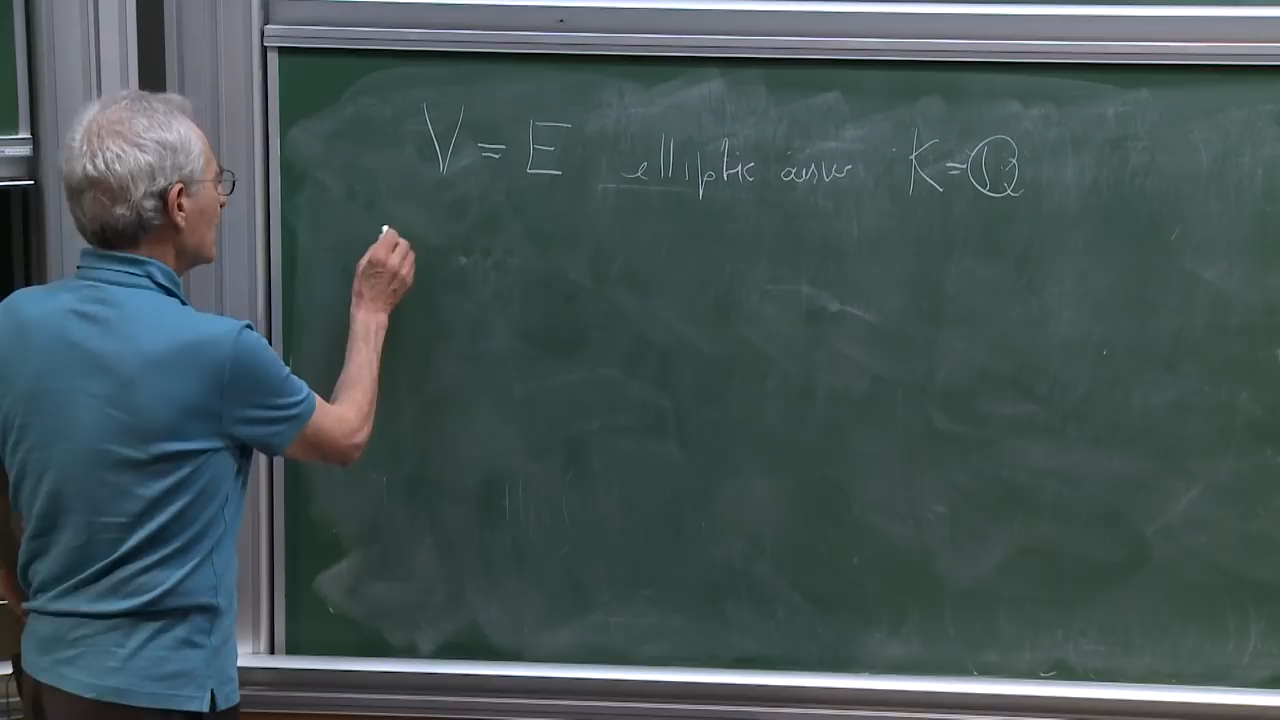 V = E elliptic curve K = ℚ